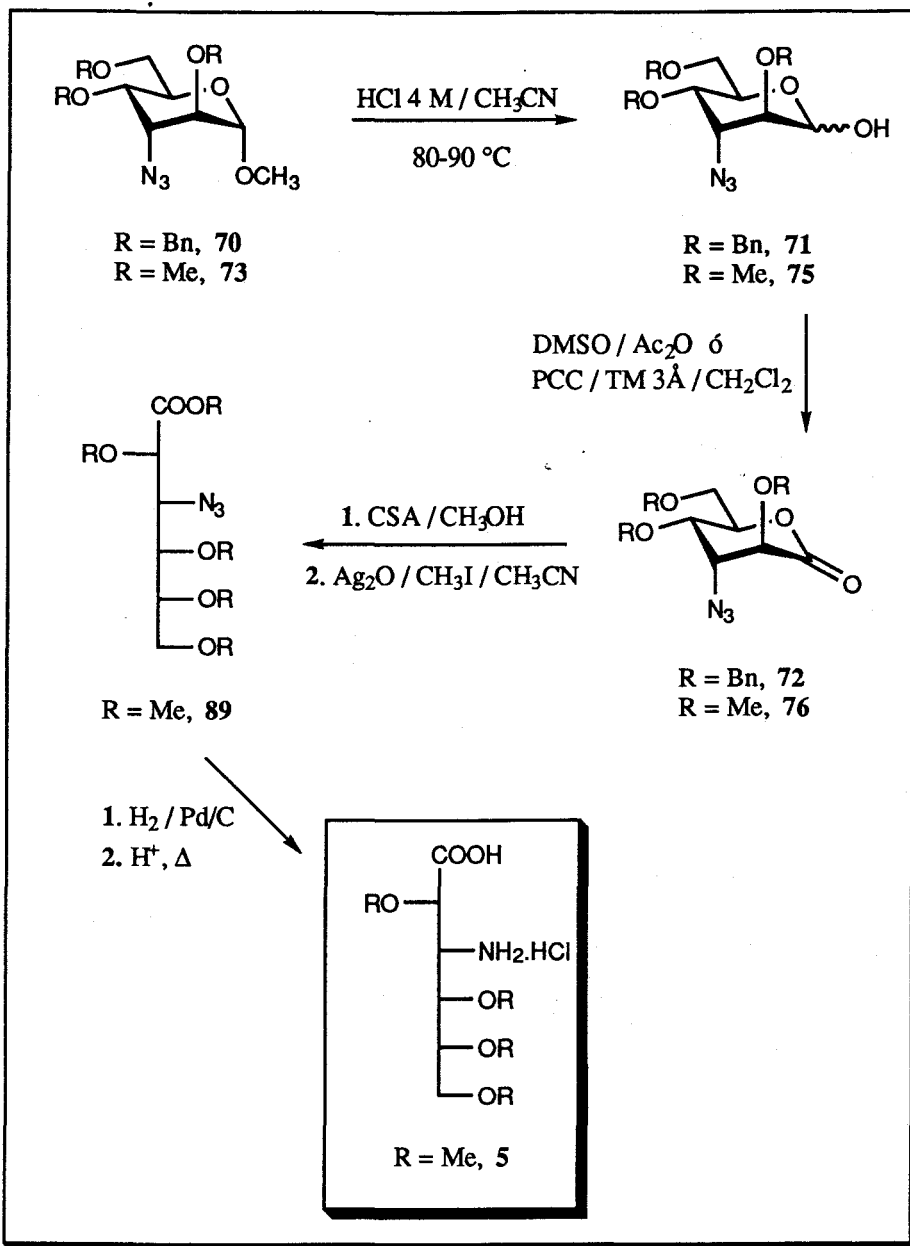 RO
OR
RO
O
N3
OCH3
HCl 4 M / CH3CN
80-90 °C
RO
OR
RO
O
OH
N3
R = Bn, 70
R = Me, 73
R = Bn, 71
R = Me, 75
DMSO / Ac2O ó
PCC / TM 3Å / CH2Cl2
COOR
RO
N3
OR
OR
OR
1. CSA / CH3OH
2. Ag2O / CH3I / CH3CN
RO
OR
RO
O
O
N3
R = Me, 89
R = Bn, 72
R = Me, 76
1. H2 / Pd/C
2. H+, Δ
COOH
RO
NH2.HCl
OR
OR
OR
R = Me, 5